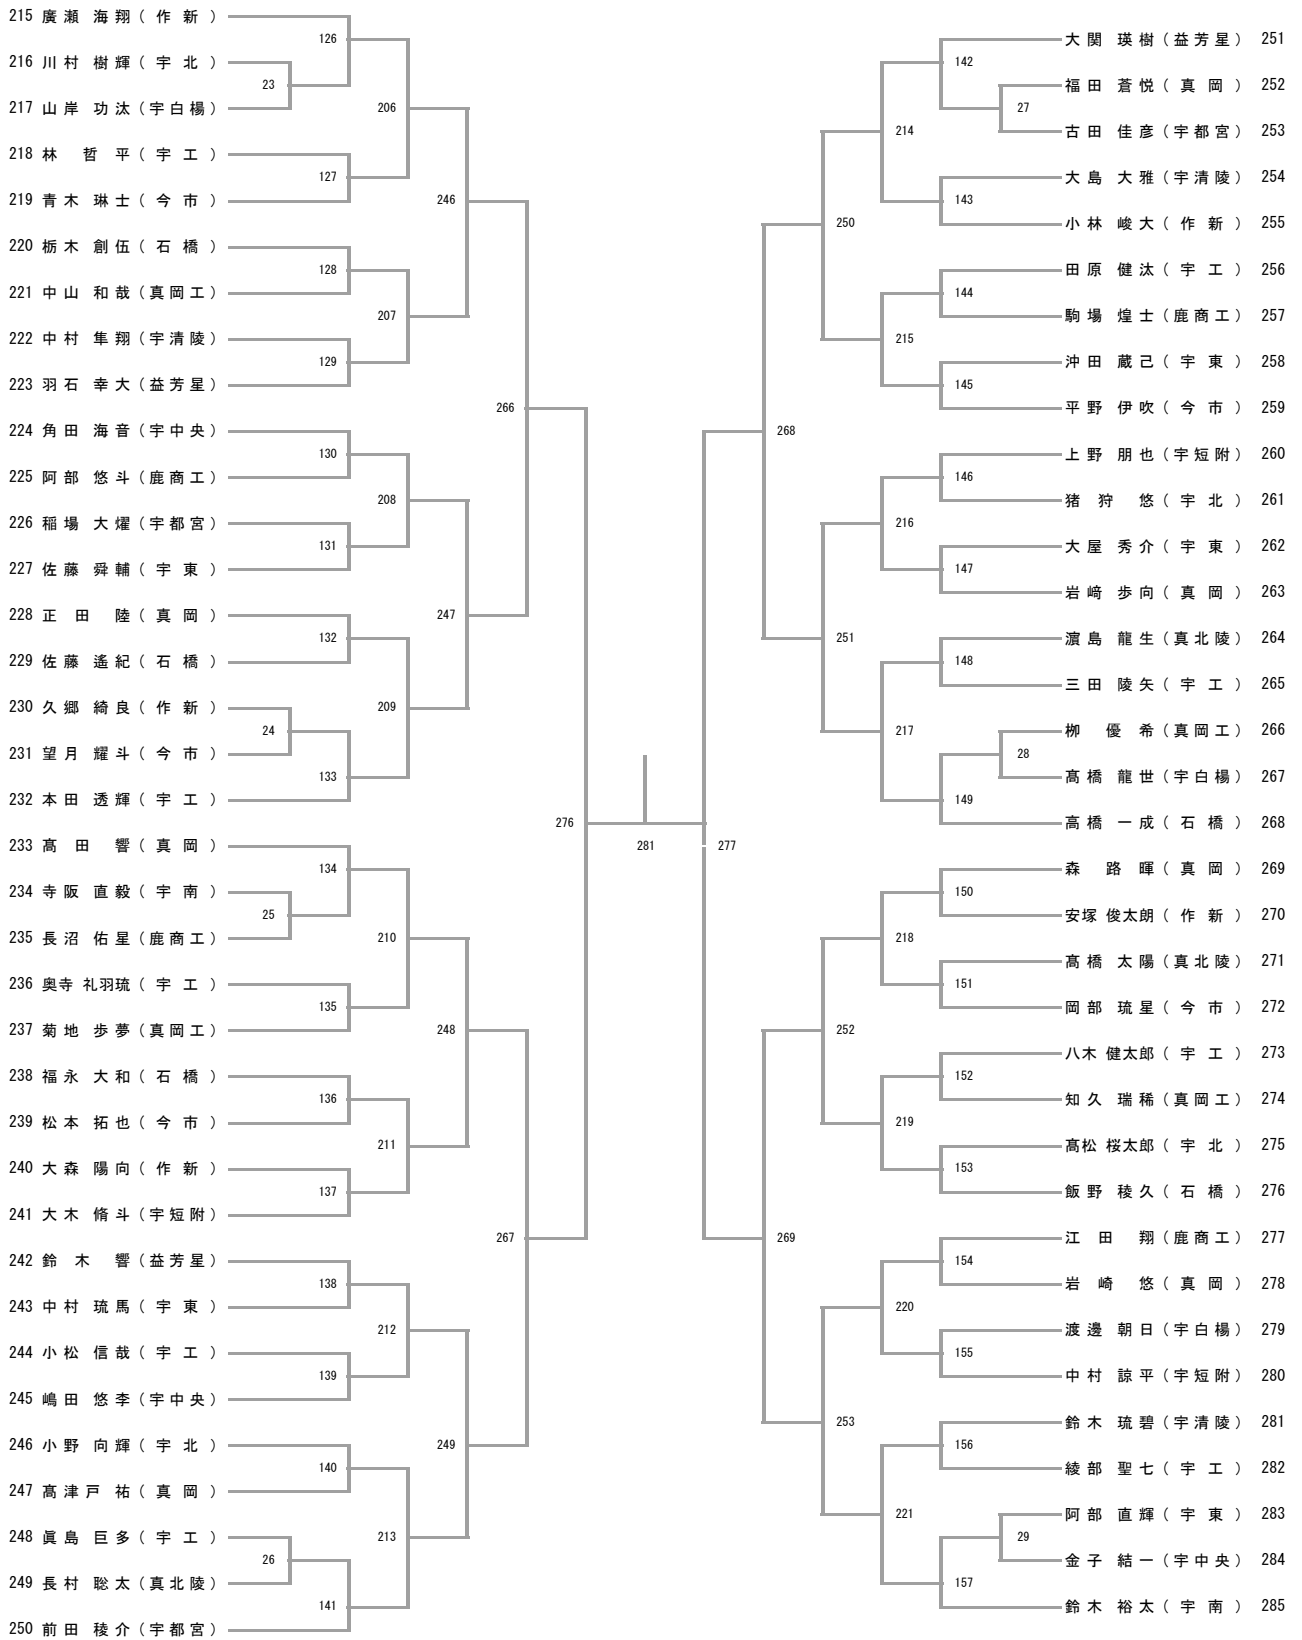 215 廣瀬 海翔（作新）
216 川村 樹輝（宇北）
217 山岸 功汰（宇白楊）
218 林 哲平（宇工）
219 青木 琳士（今市）
220 栃木 創伍（石橋）
221 中山 和哉（真岡工）
222 中村 隼翔（宇清陵）
223 羽石 幸大（益芳星）
224 角田 海音（宇中央）
225 阿部 悠斗（鹿商工）
226 稲場 大燿（宇都宮）
227 佐藤 舜輔（宇東）
228 正田 陸（真岡）
229 佐藤 遙紀（石橋）
230 久郷 綺良（作新）
231 望月 耀斗（今市）
232 本田 透輝（宇工）
233 髙田 響（真岡）
234 寺阪 直毅（宇南）
235 長沼 佑星（鹿商工）
236 奥寺 礼羽琉（宇工）
237 菊地 歩夢（真岡工）
238 福永 大和（石橋）
239 松本 拓也（今市）
240 大森 陽向（作新）
241 大木 脩斗（宇短附）
242 鈴木 響（益芳星）
243 中村 琉馬（宇東）
244 小松 信哉（宇工）
245 嶋田 悠李（宇中央）
246 小野 向輝（宇北）
247 髙津戸 祐（真岡）
248 眞島 巨多（宇工）
249 長村 聡太（真北陵）
250 前田 稜介（宇都宮）
23
24
25
26
126
127
128
129
130
131
132
133
134
135
136
137
138
139
140
141
206
207
208
209
210
211
212
213
246
247
248
249
266
267
276
281
277
268
269
250
251
252
253
214
215
216
217
218
219
220
221
142
143
144
145
146
147
148
149
150
151
152
153
154
155
156
157
27
28
29
大関 瑛樹（益芳星） 251
福田 蒼悦（真岡） 252
古田 佳彦（宇都宮） 253
大島 大雅（宇清陵） 254
小林 峻大（作新） 255
田原 健汰（宇工） 256
駒場 煌士（鹿商工） 257
沖田 蔵己（宇東） 258
平野 伊吹（今市） 259
上野 朋也（宇短附） 260
猪狩 悠（宇北） 261
大屋 秀介（宇東） 262
岩﨑 歩向（真岡） 263
濵島 龍生（真北陵） 264
三田 陵矢（宇工） 265
栁 優希（真岡工） 266
髙橋 龍世（宇白楊） 267
高橋 一成（石橋） 268
森 路暉（真岡） 269
安塚 俊太朗（作新） 270
髙橋 太陽（真北陵） 271
岡部 琉星（今市） 272
八木 健太郎（宇工） 273
知久 瑞稀（真岡工） 274
髙松 桜太郎（宇北） 275
飯野 稜久（石橋） 276
江田 翔（鹿商工） 277
岩崎 悠（真岡） 278
渡邊 朝日（宇白楊） 279
中村 諒平（宇短附） 280
鈴木 琉碧（宇清陵） 281
綾部 聖七（宇工） 282
阿部 直輝（宇東） 283
金子 結一（宇中央） 284
鈴木 裕太（宇南） 285